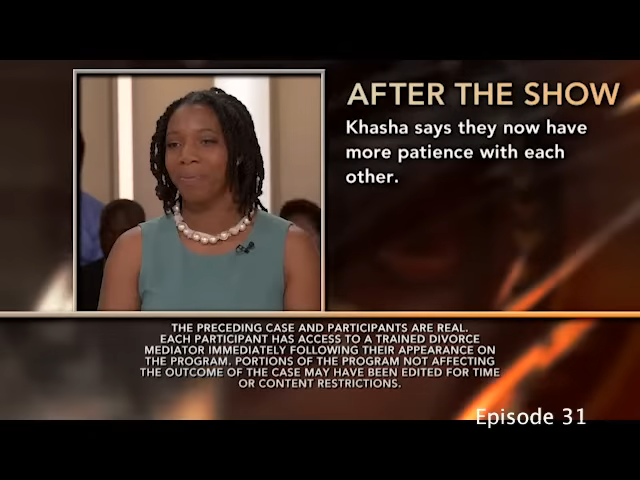 AFTER THE SHOW
Khasha says they now have
more patience with each
other.
THE PRECEDING CASE AND PARTICIPANTS ARE REAL.
EACH PARTICIPANT HAS ACCESS TO A TRAINED DIVORCE
MEDIATOR IMMEDIATELY FOLLOWING THEIR APPEARANCE ON
THE PROGRAM. PORTIONS OF THE PROGRAM NOT AFFECTING
THE OUTCOME OF THE CASE MAY HAVE BEEN EDITED FOR TIME
OR CONTENT RESTRICTIONS.
Episode 31